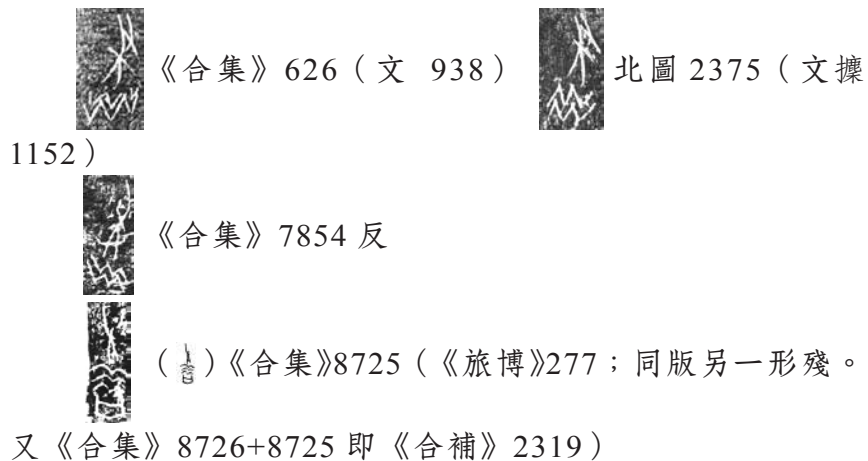 《合集》626（文 938） 北圖 2375（文攈
1152）
《合集》7854 反
（）《合集》8725（《旅博》277；同版另一形殘。
又《合集》8726+8725 即《合補》2319）